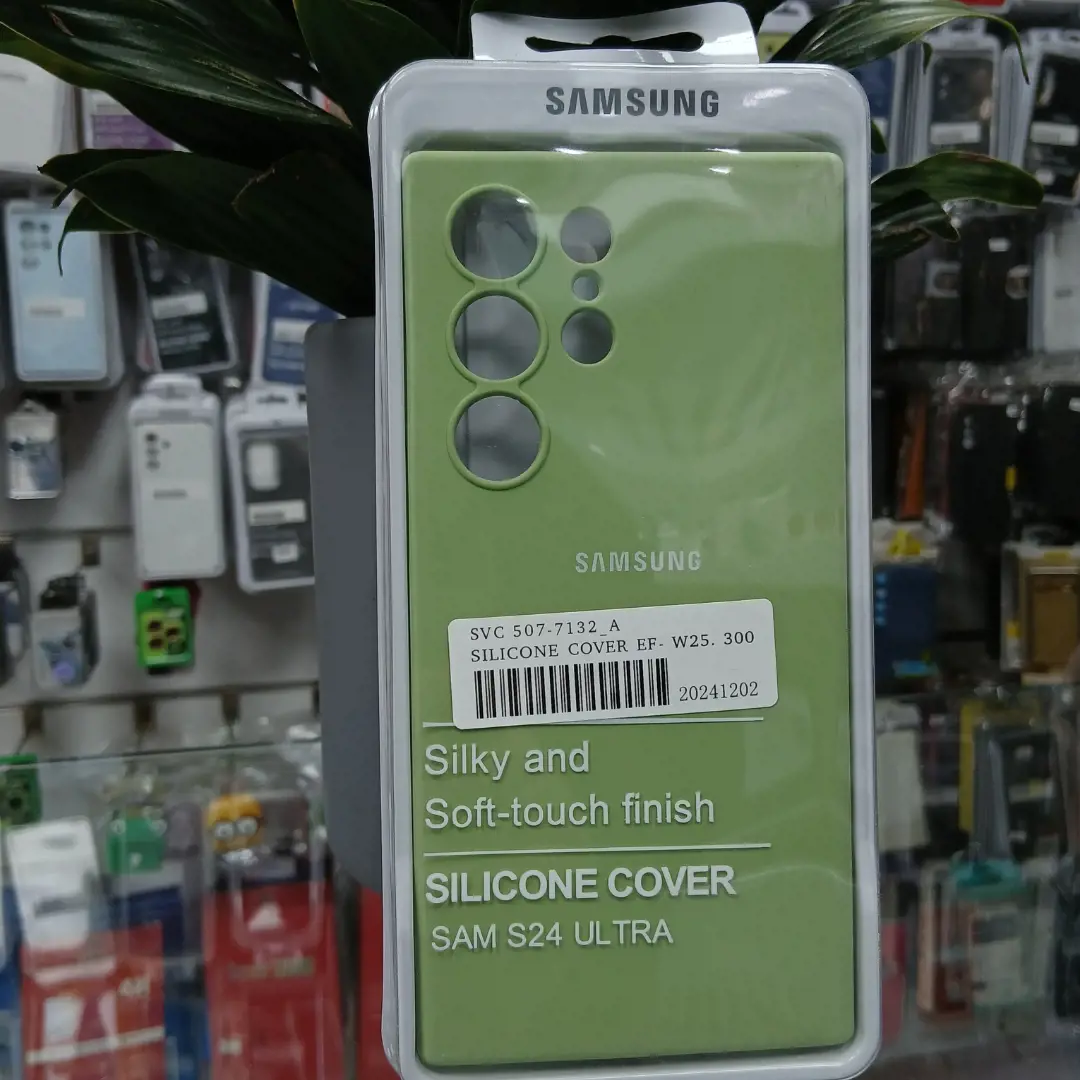 SAMSUNG
SAMSUNG
SVC 507-7132_A
SILICONE COVER EF- W25. 300
20241202
Silky and
Soft-touch finish
SILICONE COVER
SAM S24 ULTRA